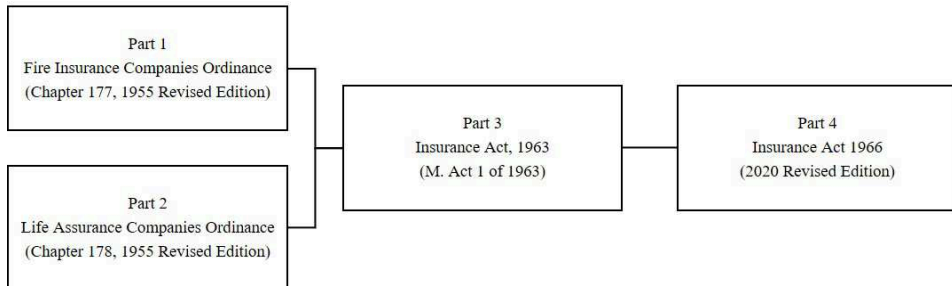 Part 1
Fire Insurance Companies Ordinance
(Chapter 177, 1955 Revised Edition)
Part 2
Life Assurance Companies Ordinance
(Chapter 178, 1955 Revised Edition)
Part 3
Insurance Act, 1963
(M. Act 1 of 1963)
Part 4
Insurance Act 1966
(2020 Revised Edition)